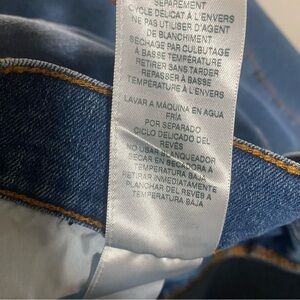 SÉPARÉMENT
CYCLE DÉLICAT À L'ENVERS
NE PAS UTILISER D'AGENT
DE BLANCHIMENT
SÉCHAGE PAR CULBUTAGE
À BASSE TEMPÉRATURE
RETIRER SANS TARDER
REPASSER À BASSE
TEMPÉRATURE À L'ENVERS
LAVAR A MÁQUINA EN AGUA
FRÍA
POR SEPARADO
CICLO DELICADO DEL
REVÉS
NO USAR BLANQUEADOR
SECAR EN SECADORA A
TEMPERATURA BAJA
RETIRAR INMEDIATAMENTE
PLANCHAR DEL REVÉS A
TEMPERATURA BAJA